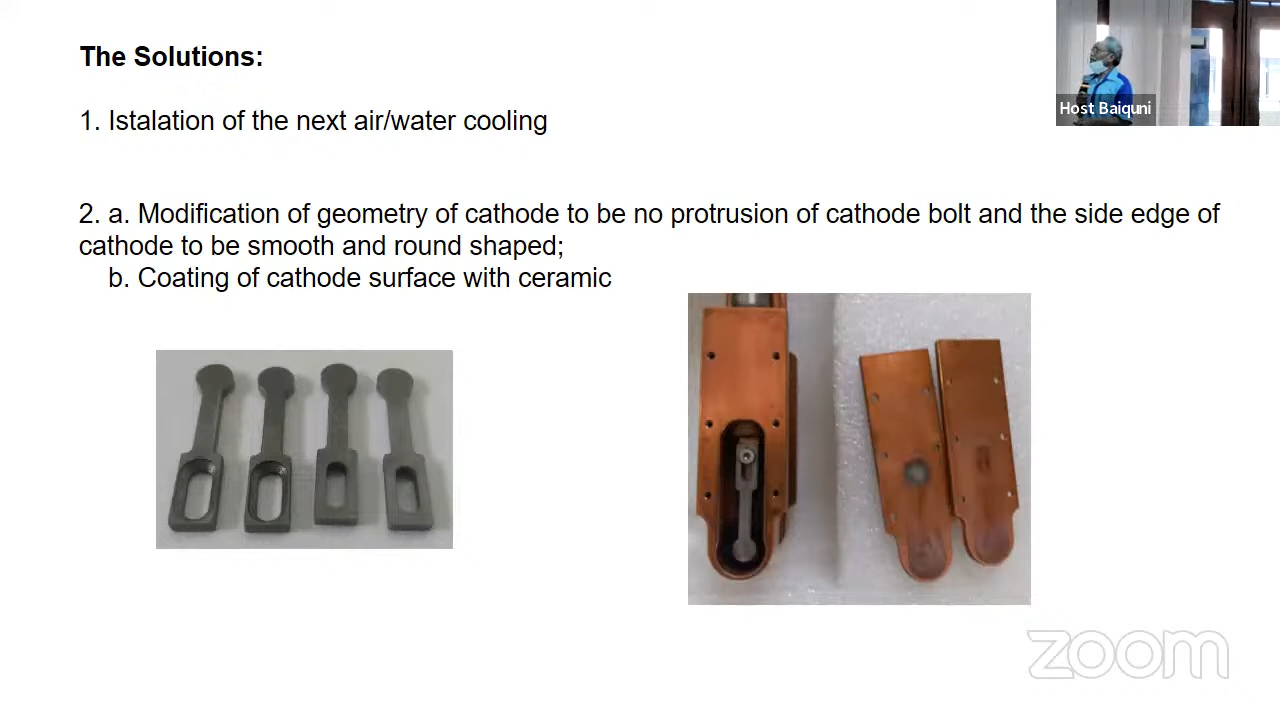 The Solutions:
1. Istalation of the next air/water cooling
2. a. Modification of geometry of cathode to be no protrusion of cathode bolt and the side edge of
cathode to be smooth and round shaped;
b. Coating of cathode surface with ceramic
Host Baiquni
zoom